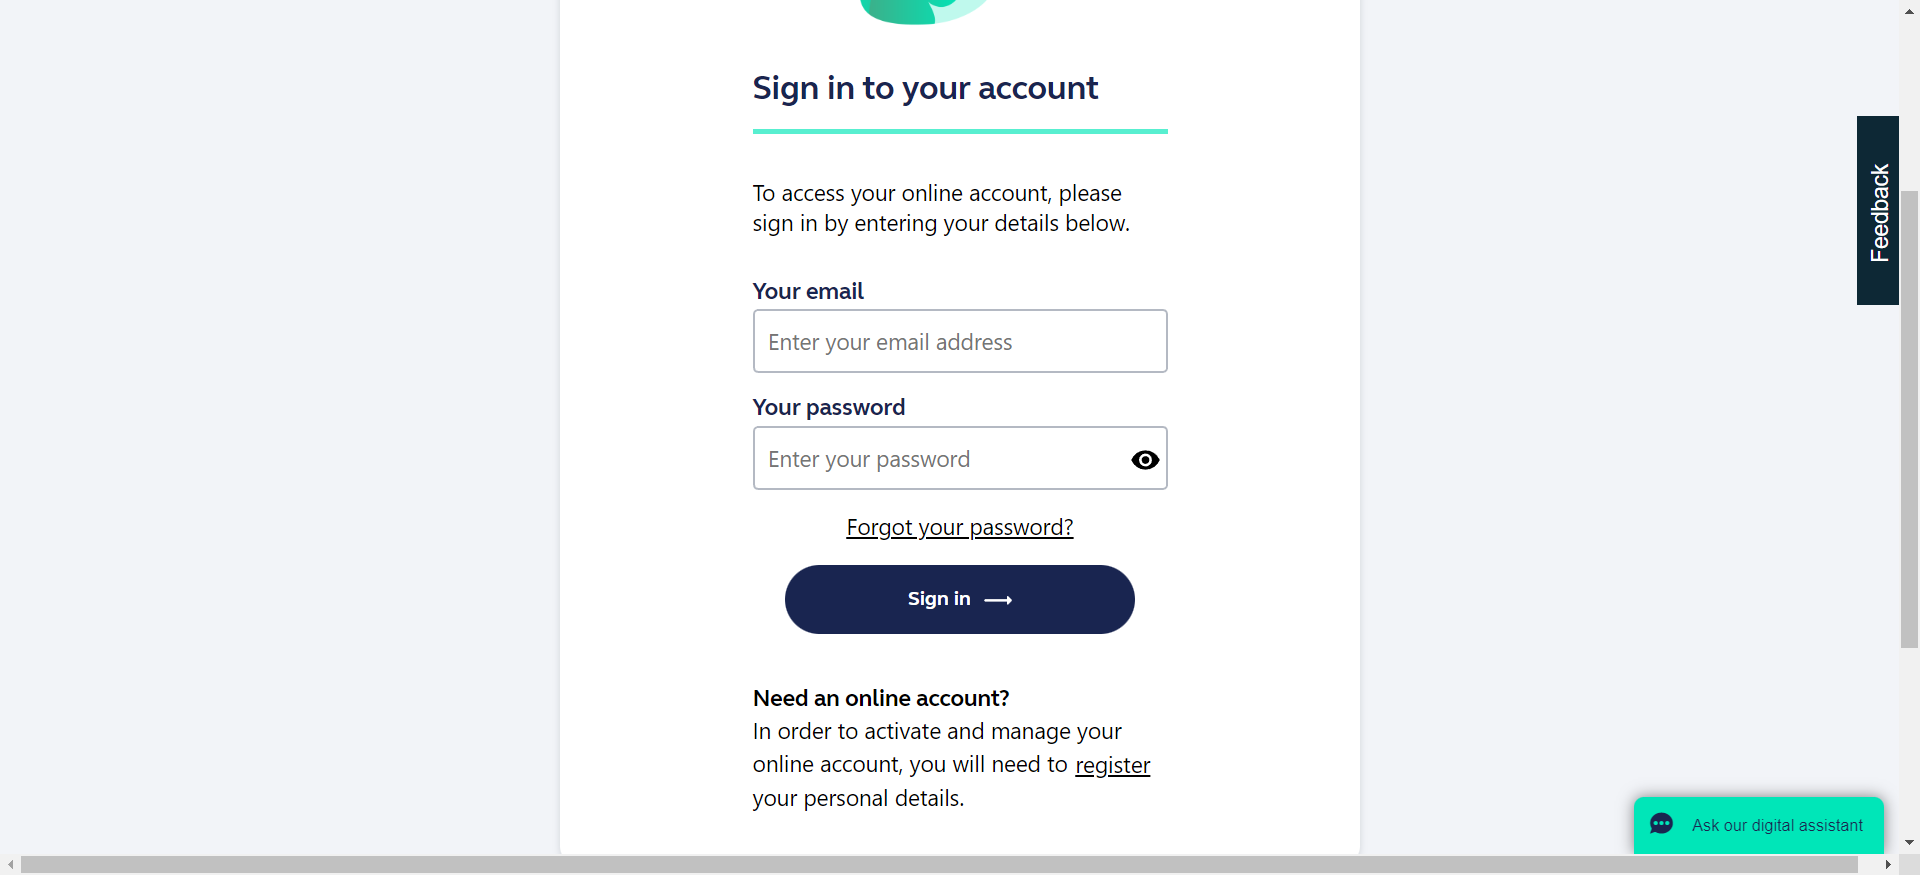 Sign in to your account
To access your online account, please
sign in by entering your details below.
Your email
Enter your email address
Your password
Enter your password
Forgot your password?
Sign in
Need an online account?
In order to activate and manage your
online account, you will need to register
your personal details.
Feedback
Ask our digital assistant